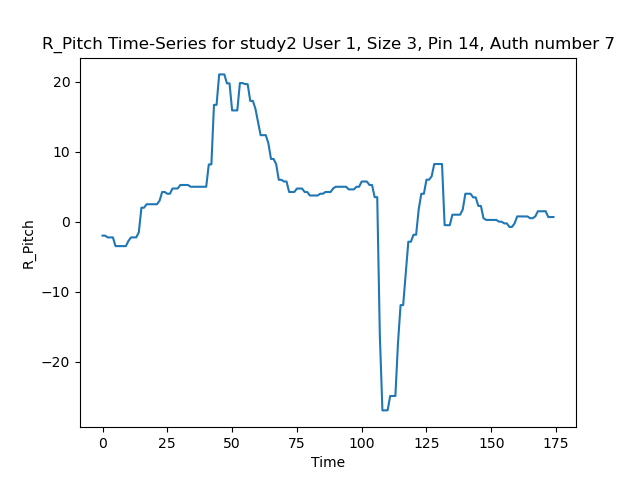 R_Pitch Time-Series for study2 User 1, Size 3, Pin 14, Auth number 7
20
10
0
−10
−20
R_Pitch
0 25 50 75 100 125 150 175
Time